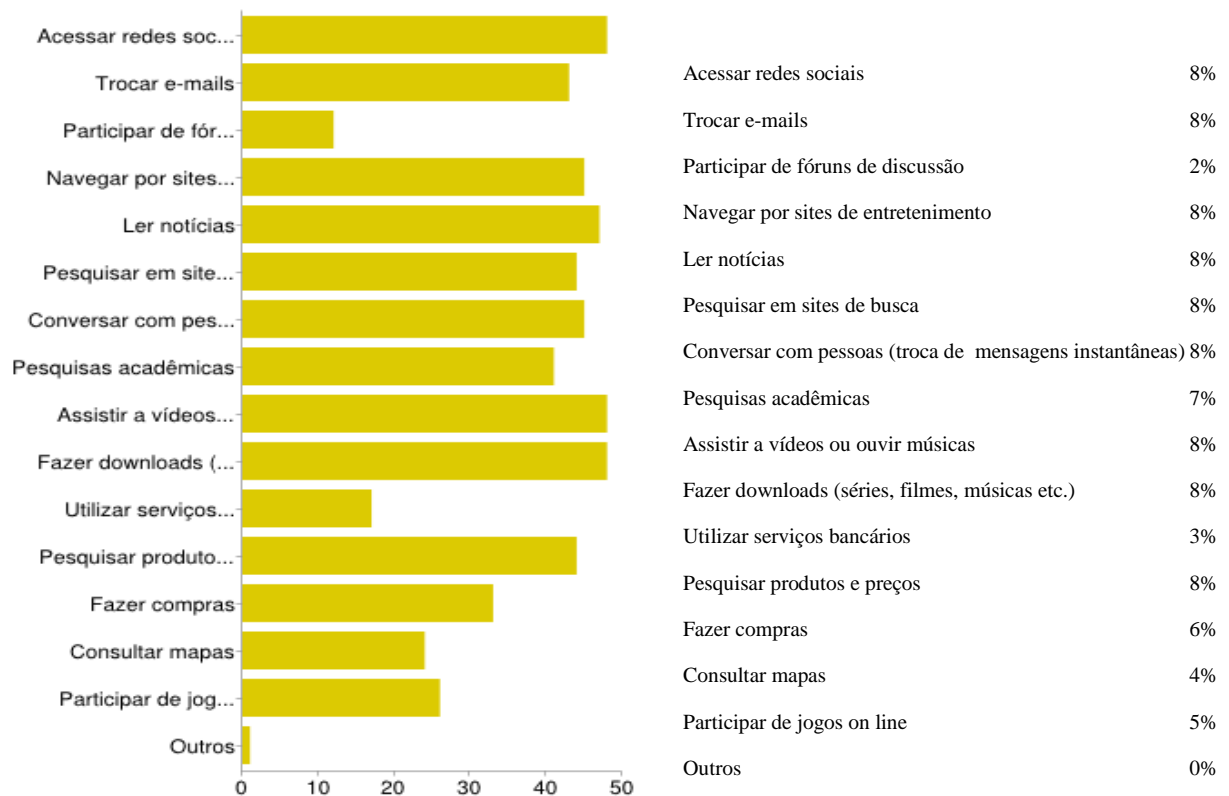 Acessar redes soc...
Trocar e-mails
Participar de fór...
Navegar por sites...
Ler notícias
Pesquisar em site...
Conversar com pes...
Pesquisas acadêmicas
Assistir a vídeos...
Fazer downloads (...
Utilizar serviços...
Pesquisar produto...
Fazer compras
Consultar mapas
Participar de jog...
Outros
0 10 20 30 40 50
Acessar redes sociais 8%
Trocar e-mails 8%
Participar de fóruns de discussão 2%
Navegar por sites de entretenimento 8%
Ler notícias 8%
Pesquisar em sites de busca 8%
Conversar com pessoas (troca de mensagens instantâneas) 8%
Pesquisas acadêmicas 7%
Assistir a vídeos ou ouvir músicas 8%
Fazer downloads (séries, filmes, músicas etc.) 8%
Utilizar serviços bancários 3%
Pesquisar produtos e preços 8%
Fazer compras 6%
Consultar mapas 4%
Participar de jogos on line 5%
Outros 0%